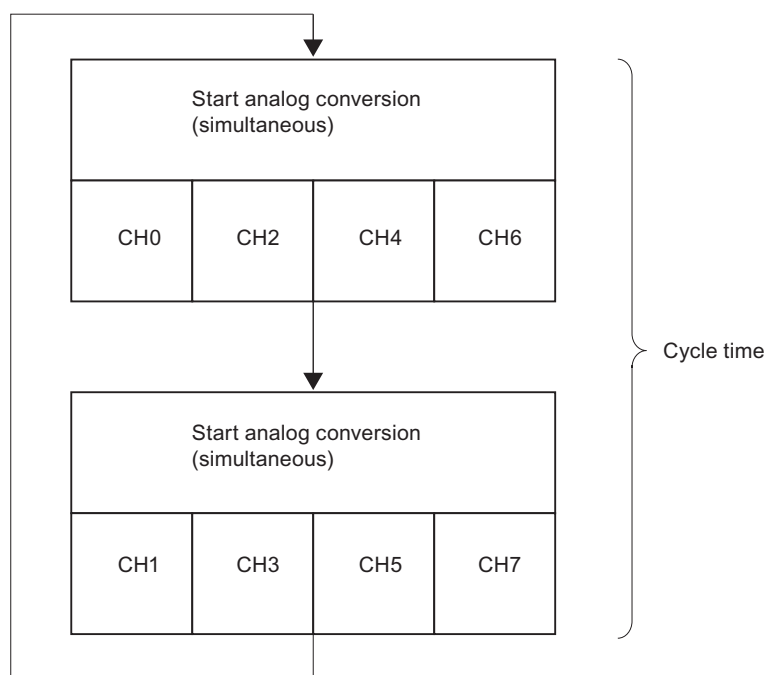 Start analog conversion
(simultaneous)
CH0 CH2 CH4 CH6
Cycle time
Start analog conversion
(simultaneous)
CH1 CH3 CH5 CH7